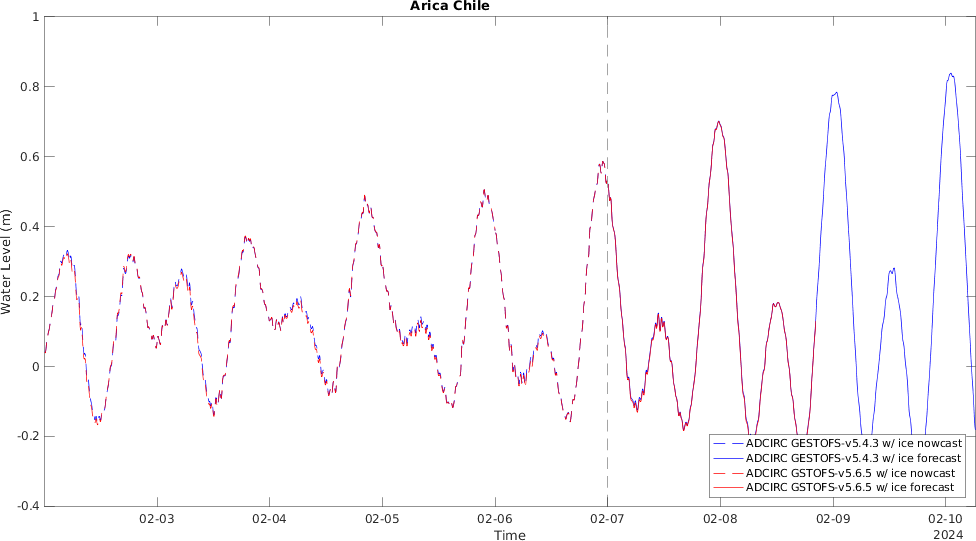 Arica Chile
1
0.8
0.6
0.4
0.2
0
-0.2
-0.4
Water Level (m)
ADCIRC GESTOFS-v5.4.3 w/ ice nowcast
ADCIRC GESTOFS-v5.4.3 w/ ice forecast
ADCIRC GSTOFS-v5.6.5 w/ ice nowcast
ADCIRC GSTOFS-v5.6.5 w/ ice forecast
02-03 02-04 02-05 02-06 02-07 02-08 02-09 02-10
Time 2024